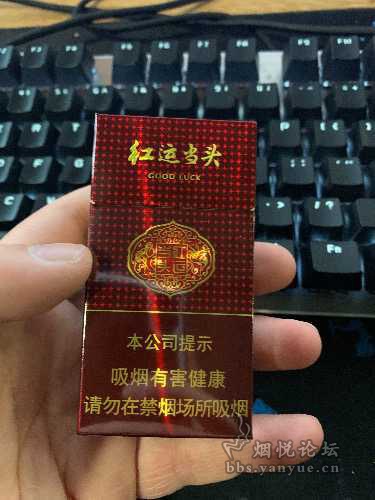 红运当头
GOOD LUCK
本公司提示
吸烟有害健康
请勿在禁烟场所吸烟
Fn
烟悦论坛
bbs.yanyue.cn